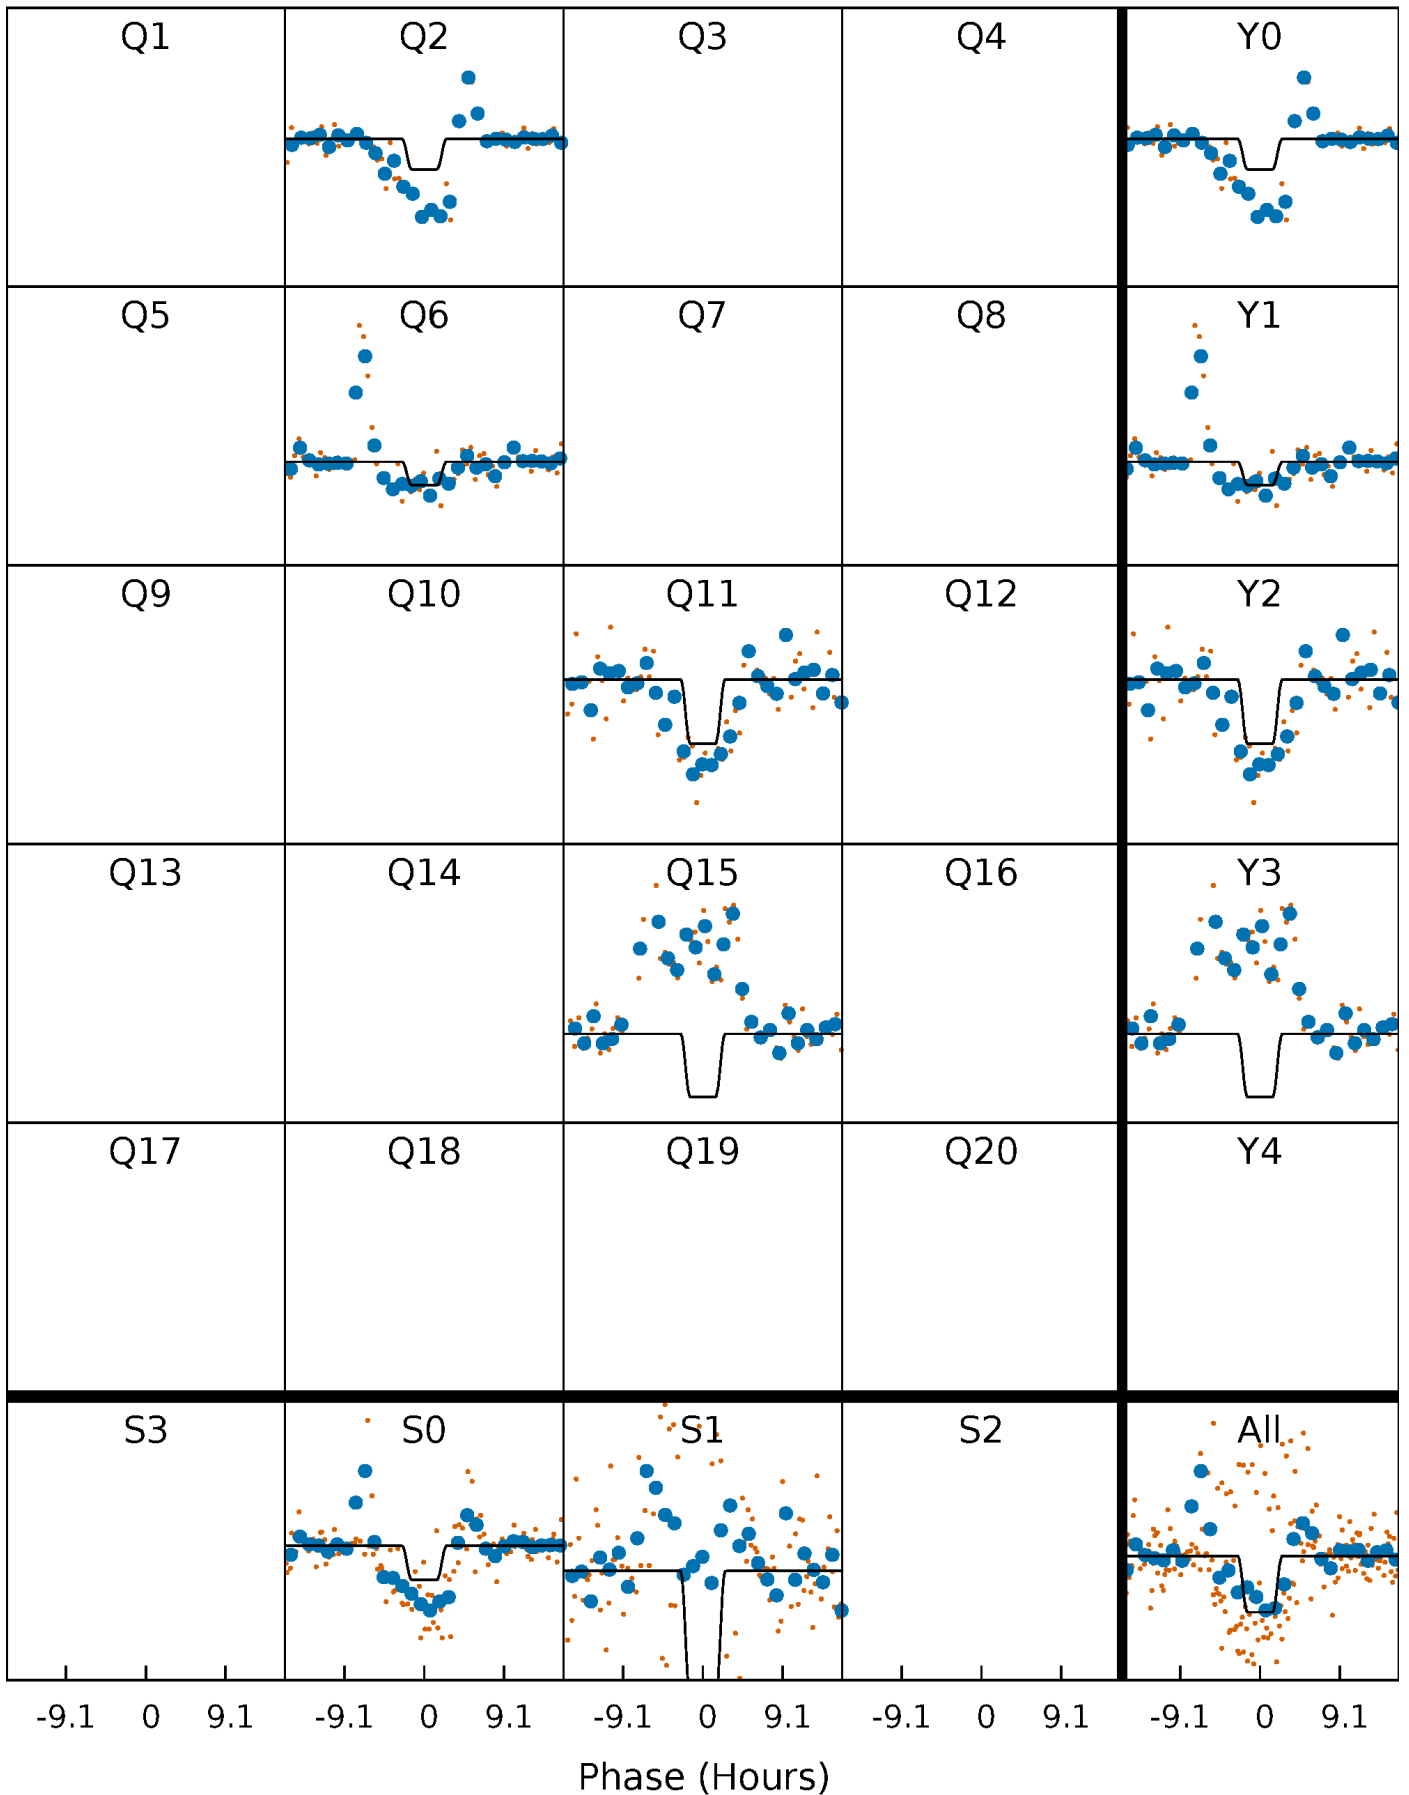 Q1 Q2 Q3 Q4 Y0
Q5 Q6 Q7 Q8 Y1
Q9 Q10 Q11 Q12 Y2
Q13 Q14 Q15 Q16 Y3
Q17 Q18 Q19 Q20 Y4
S3 S0 S1 S2 All
-9.1 0 9.1 -9.1 0 9.1 -9.1 0 9.1 -9.1 0 9.1 -9.1 0 9.1
Phase (Hours)